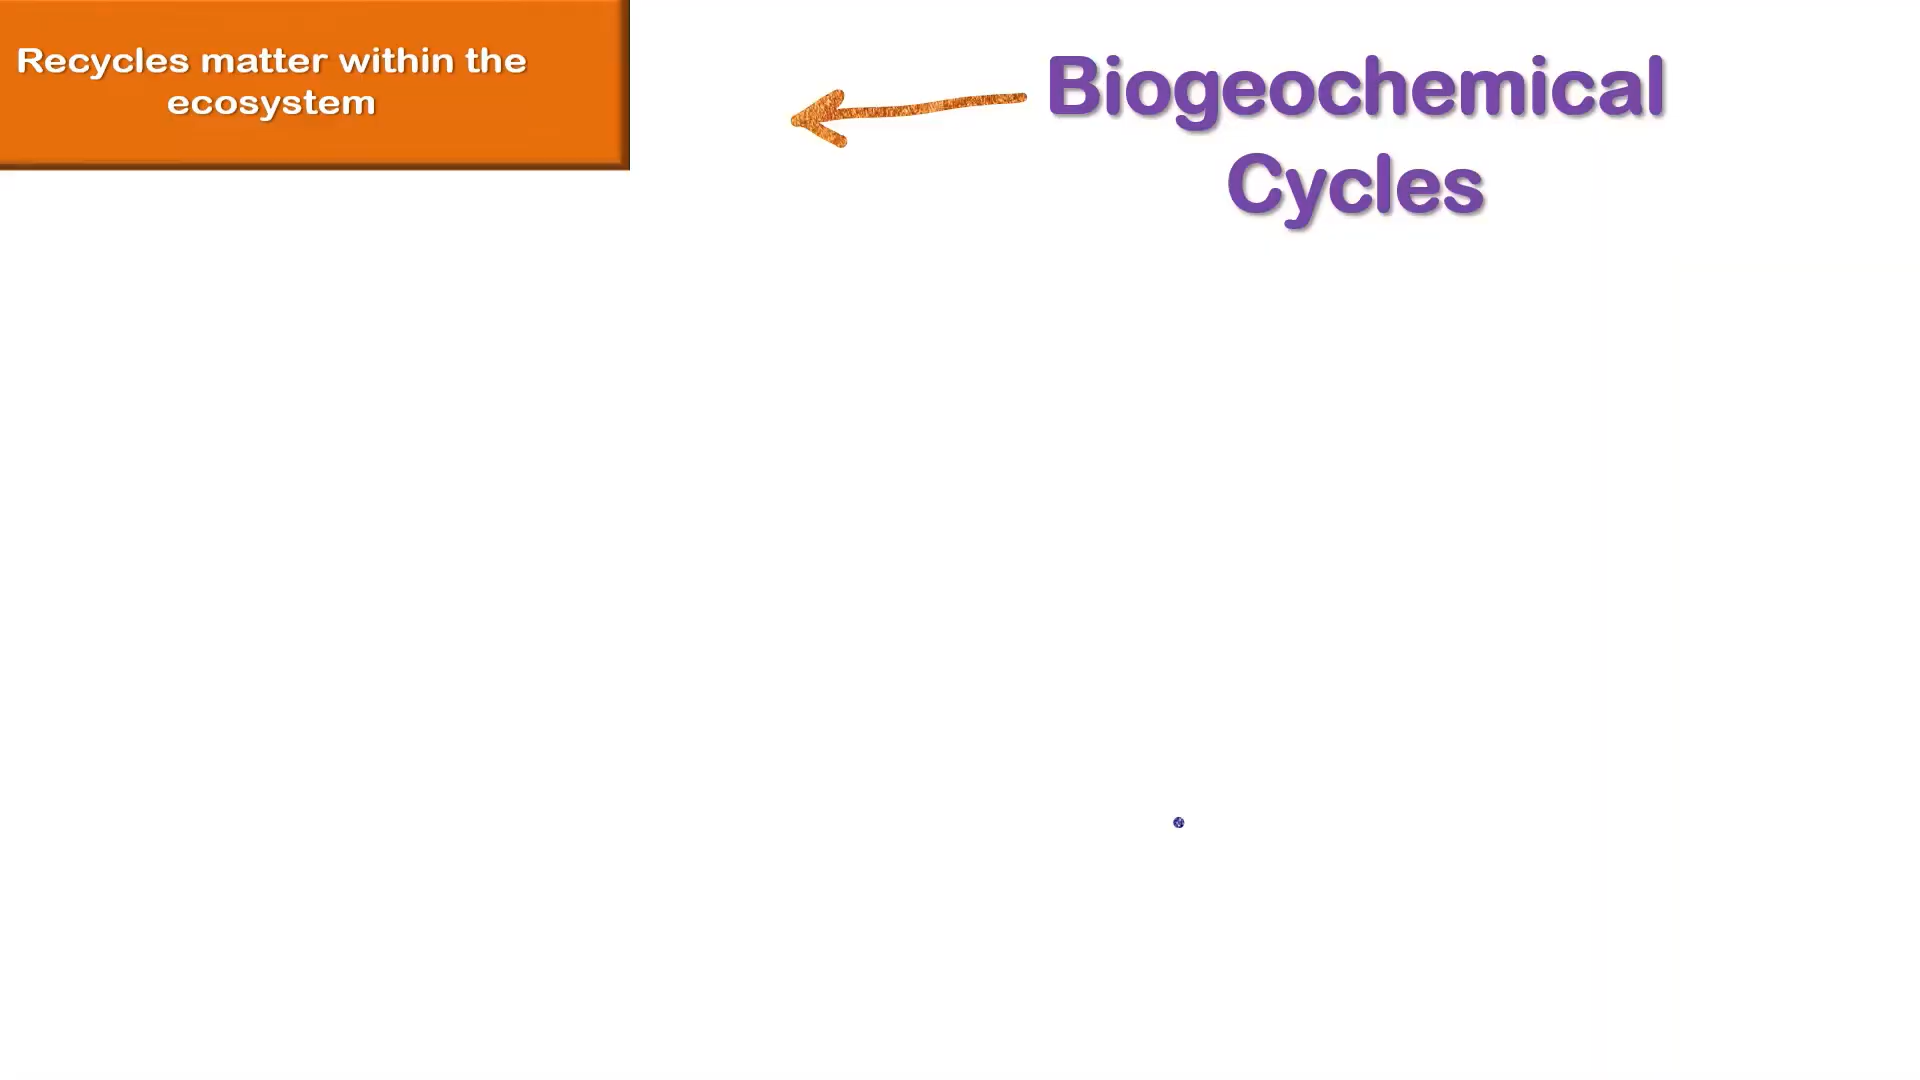 Recycles matter within the
ecosystem
Biogeochemical
Cycles